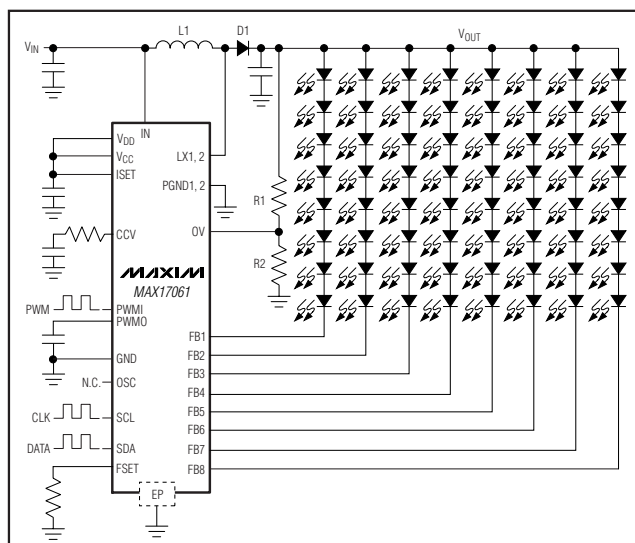 L1
D1
VIN
VOUT
IN
VDD
VCC
ISET
LX1, 2
PGND1, 2
R1
CCV
OV
R2
MAXIM
MAX17061
PWM
PWMI
PWMO
FB1
GND
FB2
N.C.
OSC
FB3
FB4
CLK
SCL
FB5
FB6
DATA
SDA
FB7
FSET
FB8
EP